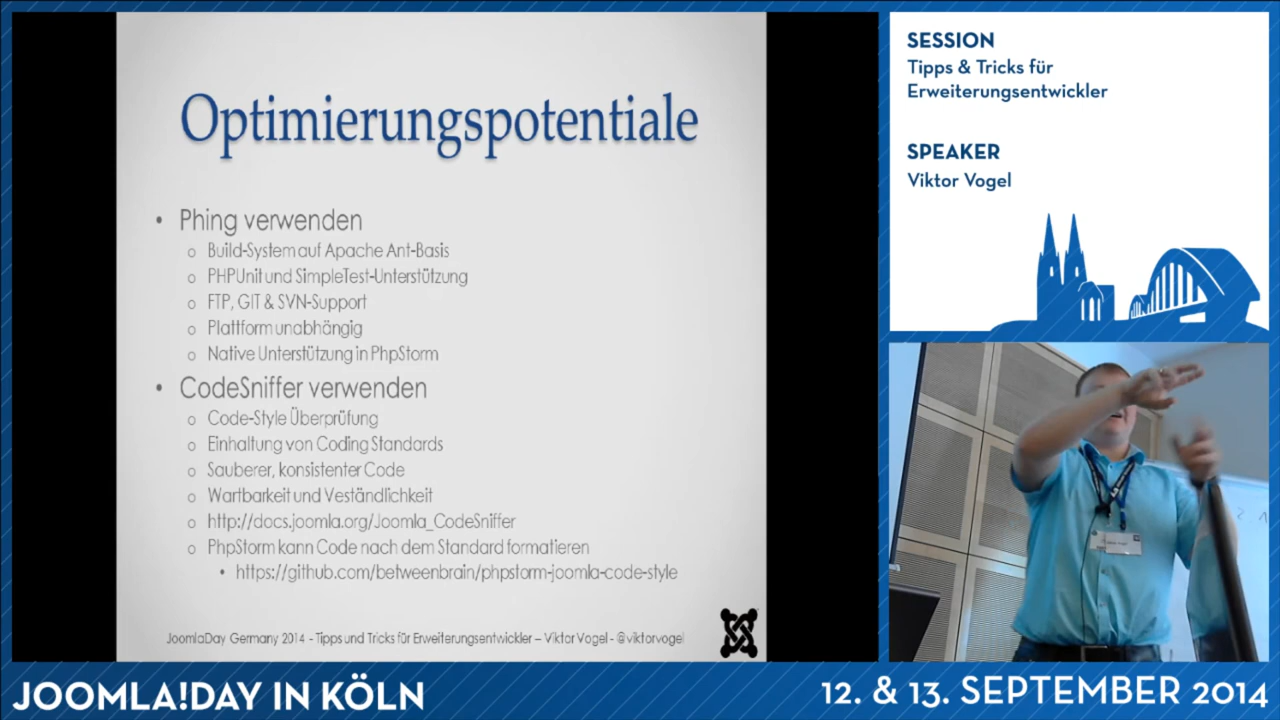 Optimierungspotentiale
• Phing verwenden
o Build-System auf Apache Ant-Basis
o PHPUnit und SimpleTest-Unterstützung
o FTP, GIT & SVN-Support
o Plattformunabhängig
o Native Unterstützung in PhpStorm
• CodeSniffer verwenden
o Code-Style Überprüfung
o Einhaltung von Coding Standards
o Sauberer, konsistenter Code
o Wartbarkeit und Veständlichkeit
o http://docs.joomla.org/Joomla_CodeSniffer
o PhpStorm kann Code nach dem Standard formatieren
• https://github.com/betweenbrain/phpstorm-joomla-code-style
JoomlaDay Germany 2014 - Tipps und Tricks für Erweiterungsentwickler – Viktor Vogel - @viktorvogel
SESSION
Tipps & Tricks für
Erweiterungsentwickler
SPEAKER
Viktor Vogel
JOOMLA!DAY IN KÖLN
12. & 13. SEPTEMBER 2014